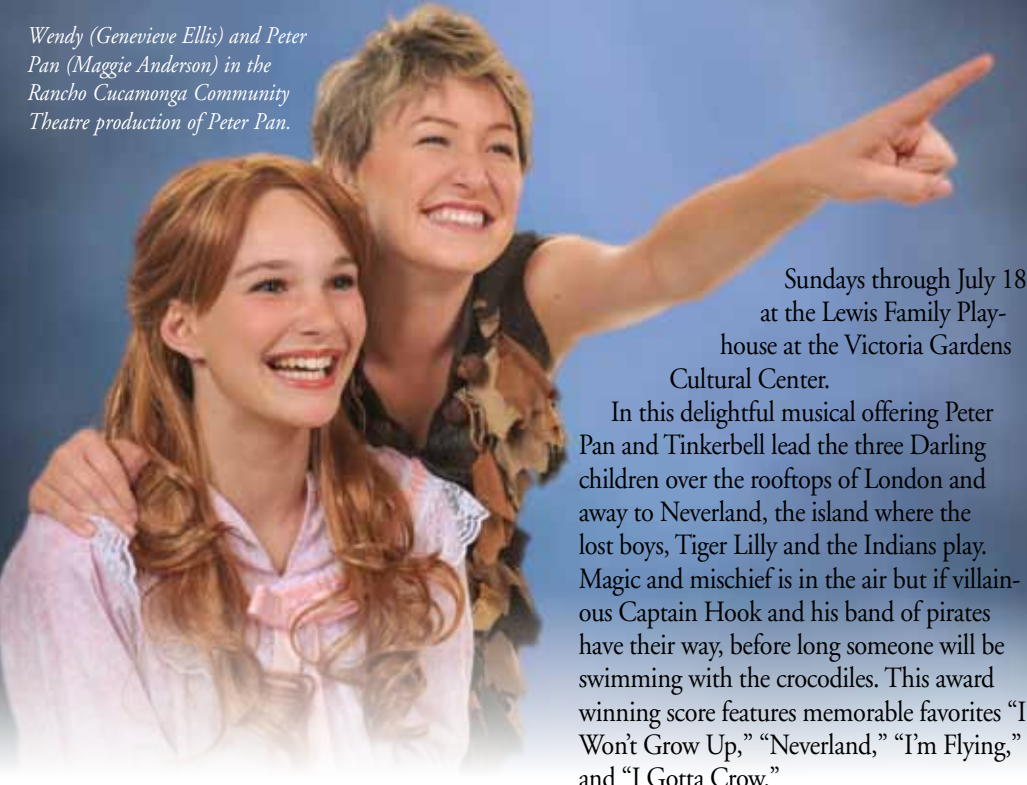 Wendy (Genevieve Ellis) and Peter
Pan (Maggie Anderson) in the
Rancho Cucamonga Community
Theatre production of Peter Pan.
Sundays through July 18
at the Lewis Family Play-
house at the Victoria Gardens
Cultural Center.
In this delightful musical offering Peter
Pan and Tinkerbell lead the three Darling
children over the rooftops of London and
away to Neverland, the island where the
lost boys, Tiger Lilly and the Indians play.
Magic and mischief is in the air but if villain-
ous Captain Hook and his band of pirates
have their way, before long someone will be
swimming with the crocodiles. This award
winning score features memorable favorites “I
Won’t Grow Up,” “Neverland,” “I’m Flying,”
and “I Gotta Crow.”